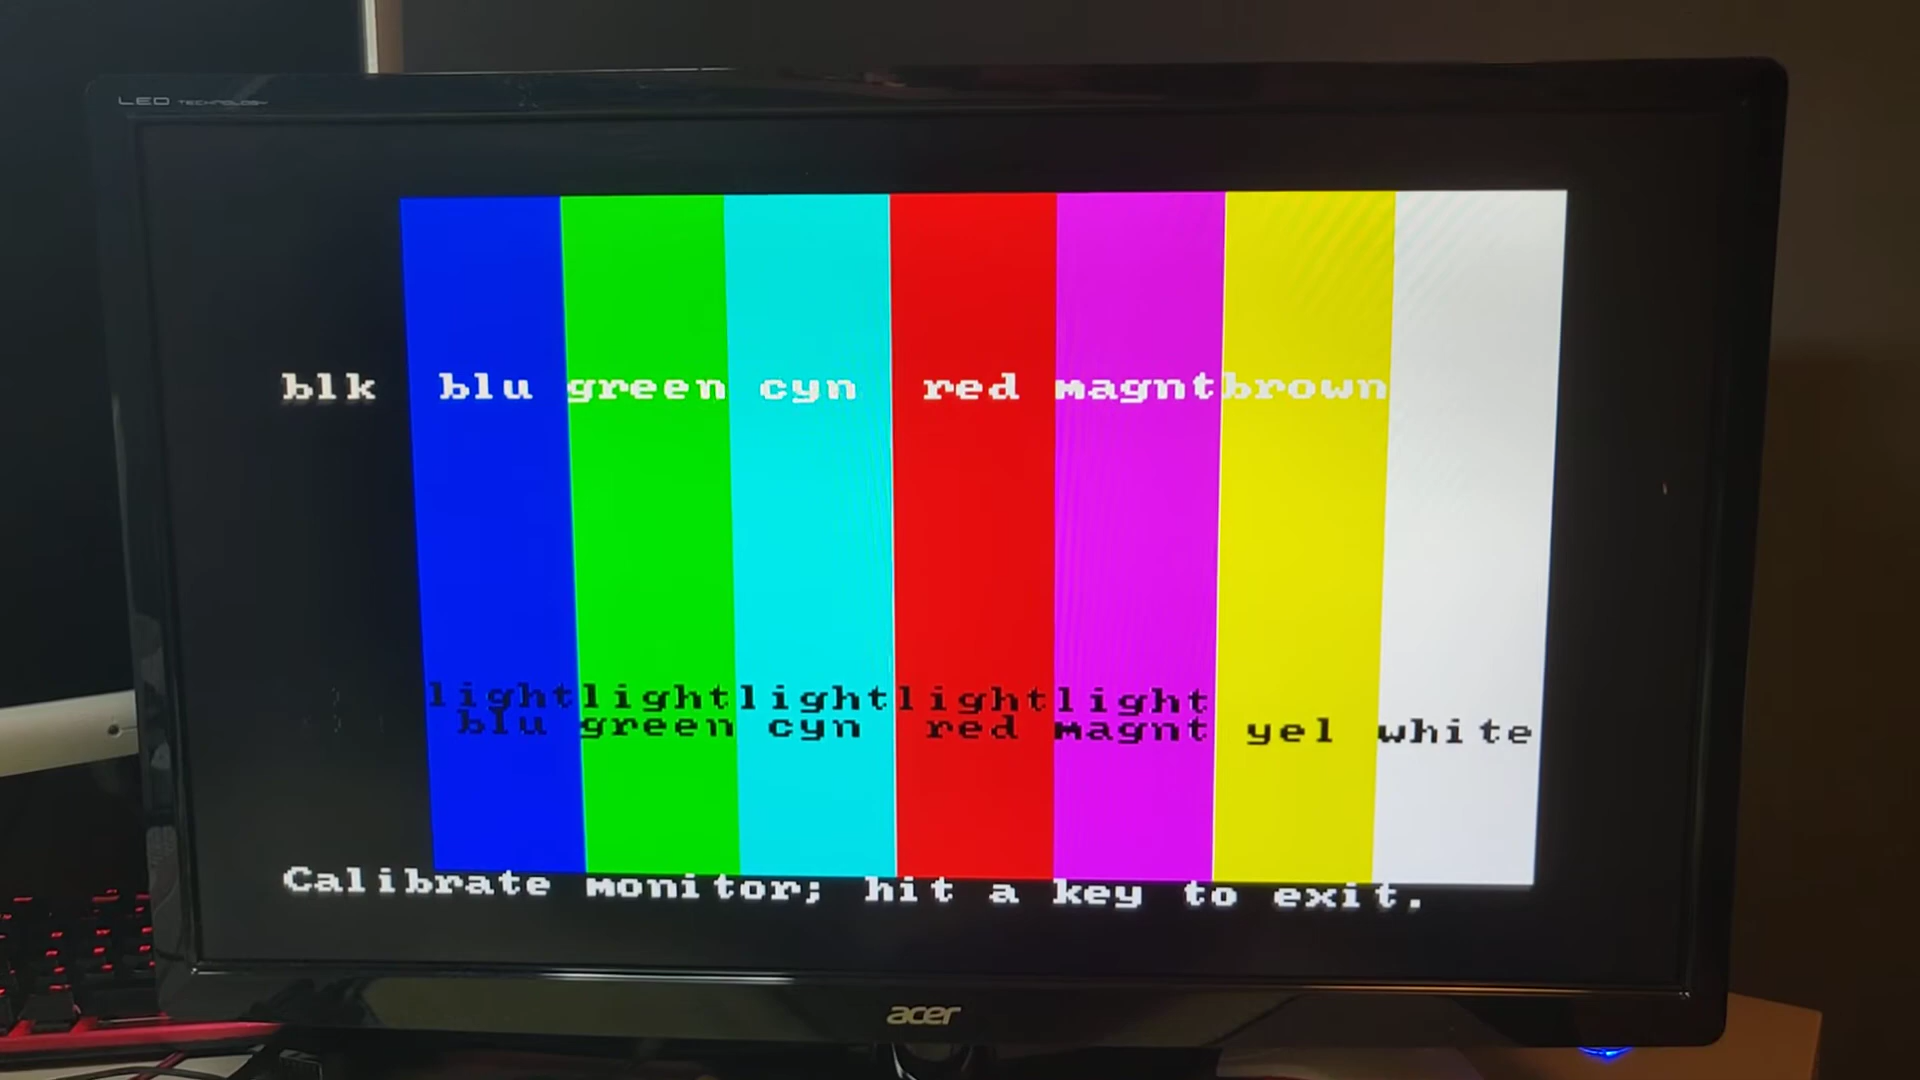 LED TECHNOLOGY
blk blu green cyn red magnt brown
light light light light light
blu green cyn red magnt yel white
Calibrate monitor; hit a key to exit.
acer